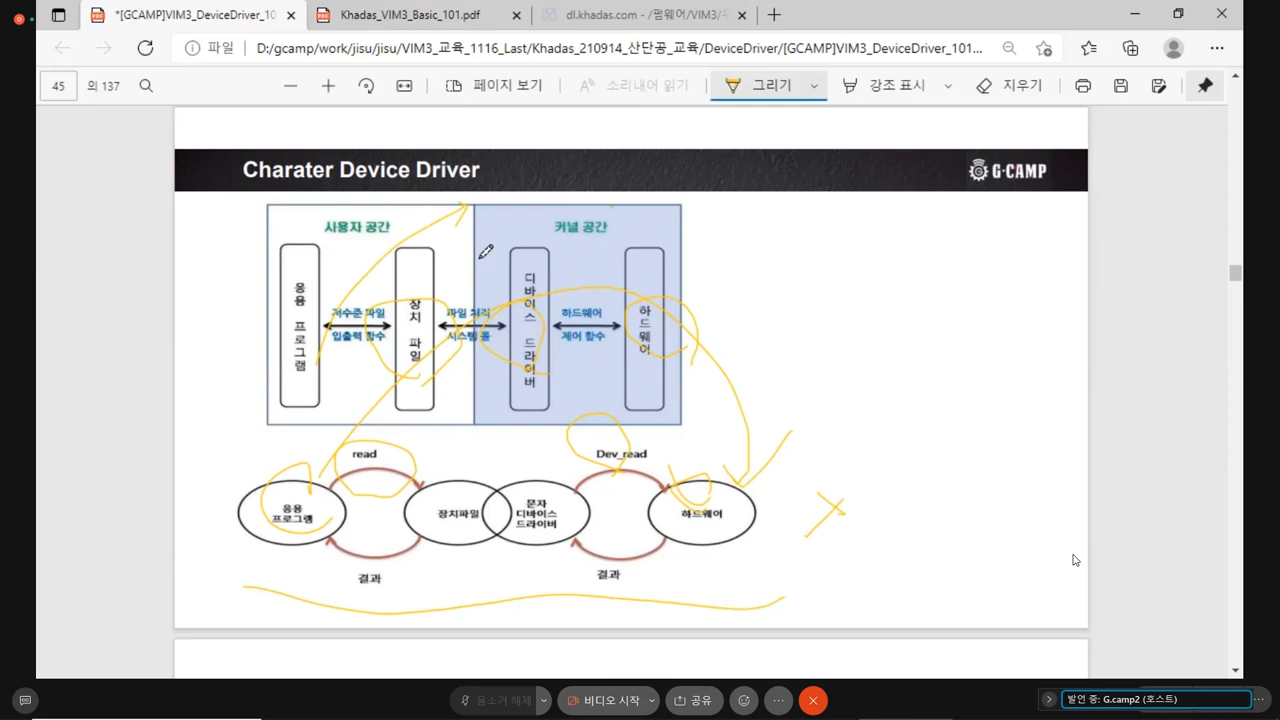 *[GCAMP]VIM3_DeviceDriver_10
Khadas_VIM3_Basic_101.pdf
dl.khadas.com - /펌웨어/VIM3/우
파일
D:/gcamp/work/jisu/jisu/VIM3_교육_1116_Last/Khadas_210914_산단공_교육/DeviceDriver/[GCAMP]VIM3_DeviceDriver_101...
45
의 137
페이지 보기
소리내어 읽기
그리기
강조 표시
지우기
Charater Device Driver
G·CAMP
사용자 공간
커널 공간
응용 프로그램
저수준 파일
입출력 함수
장치 파일
파일 처리
시스템 콜
디바이스 드라이버
하드웨어
제어 함수
하드웨어
read
Dev_read
응용
프로그램
장치파일
문자
디바이스
드라이버
하드웨어
결과
결과
음소거 해제
비디오 시작
공유
발언 중: G.camp2 (호스트)